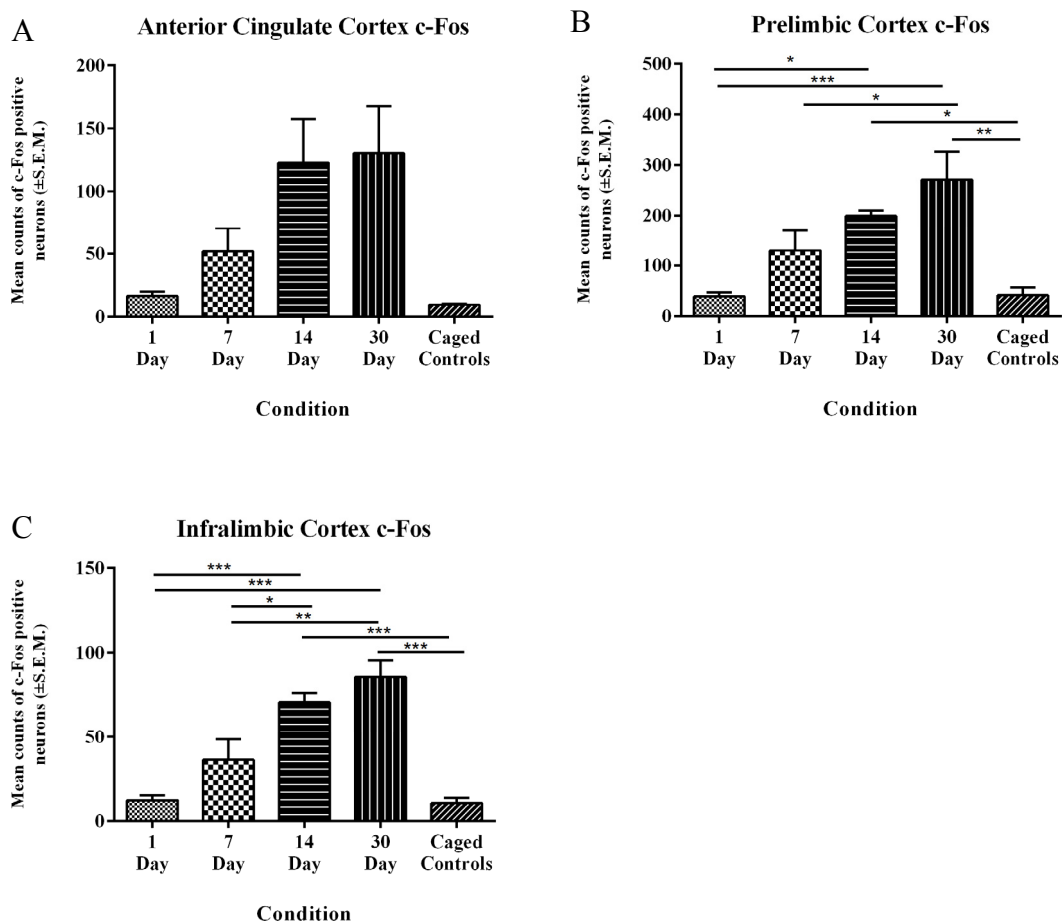 A
Anterior Cingulate Cortex c-Fos
Mean counts of c-Fos positive
neurons (±S.E.M.)
200
150
100
50
0
1
Day
7
Day
14
Day
30
Day
Caged
Controls
Condition
B
Prelimbic Cortex c-Fos
Mean counts of c-Fos positive
neurons (±S.E.M.)
500
400
300
200
100
0
*
***
*
*
**
1
Day
7
Day
14
Day
30
Day
Caged
Controls
Condition
C
Infralimbic Cortex c-Fos
Mean counts of c-Fos positive
neurons (±S.E.M.)
150
100
50
0
***
***
*
**
***
***
1
Day
7
Day
14
Day
30
Day
Caged
Controls
Condition